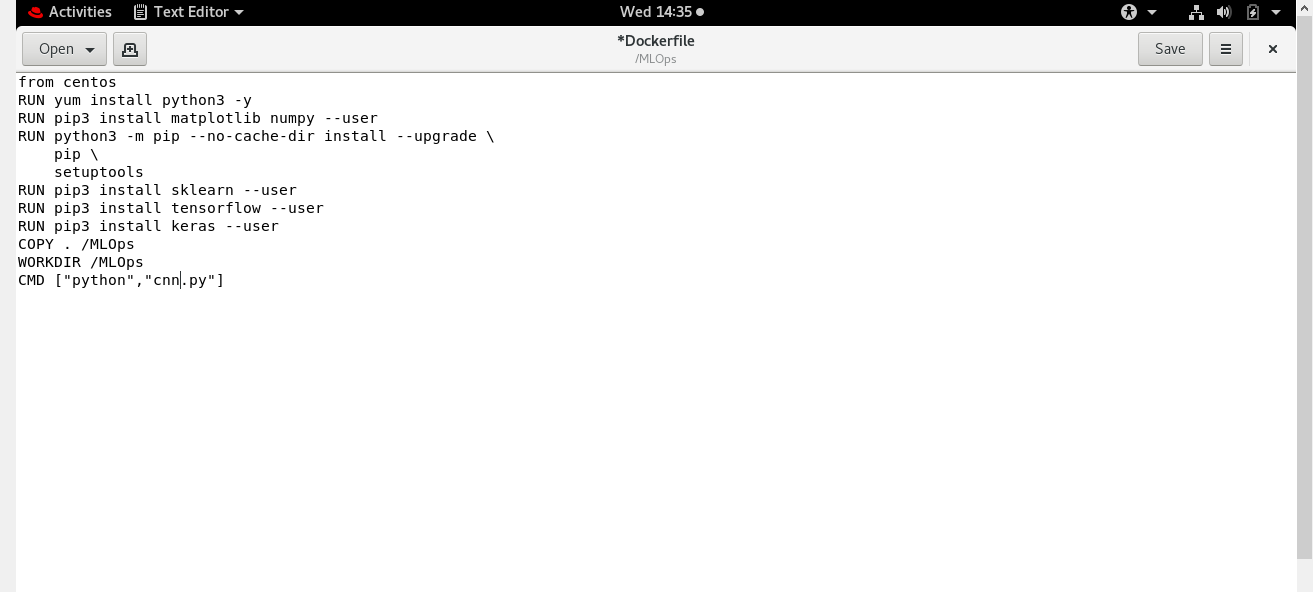 Activities Text Editor Wed 14:35
Open *Dockerfile Save
/MLOps
from centos
RUN yum install python3 -y
RUN pip3 install matplotlib numpy --user
RUN python3 -m pip --no-cache-dir install --upgrade \
    pip \
    setuptools
RUN pip3 install sklearn --user
RUN pip3 install tensorflow --user
RUN pip3 install keras --user
COPY . /MLOps
WORKDIR /MLOps
CMD ["python","cnn.py"]